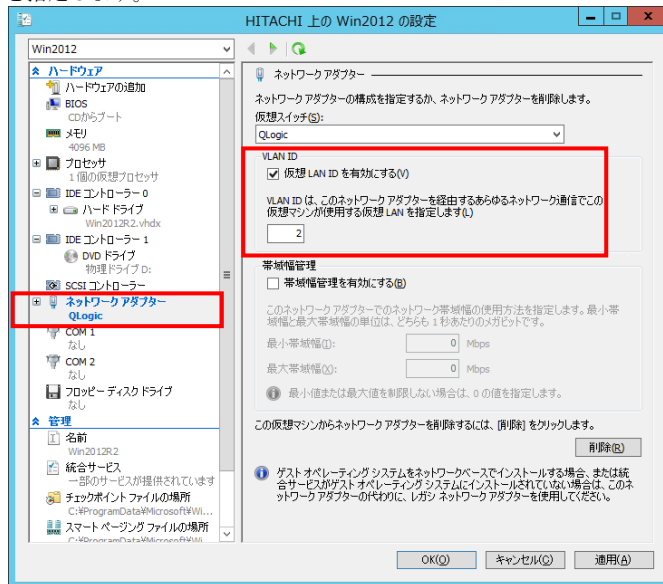 HITACHI 上の Win2012 の設定
Win2012
ハードウェア
ハードウェアの追加
BIOS
CDからブート
メモリ
4096 MB
プロセッサ
1 個の仮想プロセッサ
IDE コントローラー 0
ハード ドライブ
Win2012R2.vhdx
IDE コントローラー 1
DVD ドライブ
物理ドライブ D:
SCSI コントローラー
ネットワーク アダプター
QLogic
COM 1
なし
COM 2
なし
フロッピー ディスク ドライブ
なし
管理
名前
Win2012R2
統合サービス
一部のサービスが提供されています
チェックポイント ファイルの場所
C:¥ProgramData¥Microsoft¥Wi...
スマート ページング ファイルの場所
C:¥ProgramData¥Microsoft¥Wi...
ネットワーク アダプター
ネットワーク アダプターの構成を指定するか、ネットワーク アダプターを削除します。
仮想スイッチ(S):
QLogic
VLAN ID
仮想 LAN ID を有効にする(V)
VLAN ID は、このネットワーク アダプターを経由するあらゆるネットワーク通信でこの
仮想マシンが使用する仮想 LAN を指定します(L)
2
帯域幅管理
帯域幅管理を有効にする(B)
このネットワーク アダプターでのネットワーク帯域幅の使用方法を指定します。最小帯
域幅と最大帯域幅の単位は、どちらも 1 秒あたりのメガビットです。
最小帯域幅(I):
0 Mbps
最大帯域幅(X):
0 Mbps
最小値または最大値を制限しない場合は、0 の値を指定します。
この仮想マシンからネットワーク アダプターを削除するには、[削除] をクリックします。
削除(R)
ゲスト オペレーティング システムをネットワークベースでインストールする場合、または統
合サービスがゲスト オペレーティング システムにインストールされていない場合は、このネ
ットワーク アダプターの代わりに、レガシ ネットワーク アダプターを使用してください。
OK(O)
キャンセル(C)
適用(A)